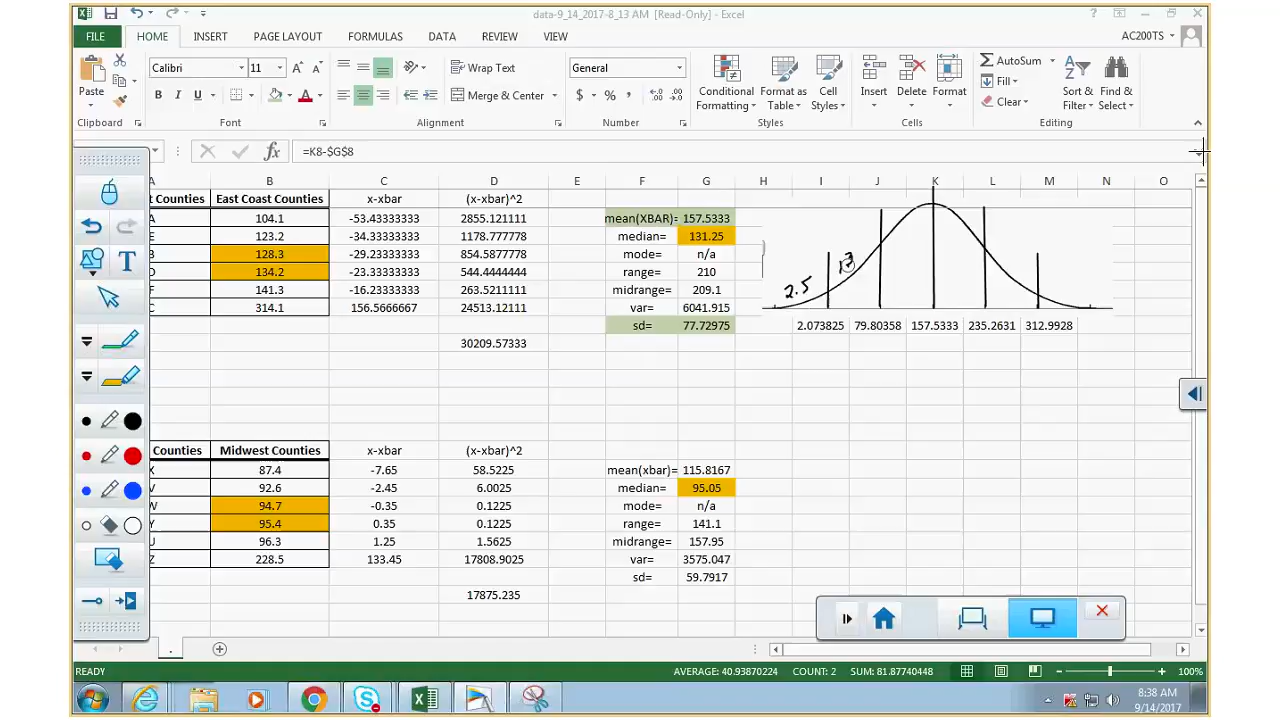 data-9_14_2017-8_13 AM [Read-Only] - Excel
FILE HOME INSERT PAGE LAYOUT FORMULAS DATA REVIEW VIEW AC200TS
Paste Calibri 11 Wrap Text General Conditional Formatting Format as Table Cell Styles Insert Delete Format AutoSum Fill Clear Sort & Filter Find & Select
B I U A Merge & Center $ % ,
Clipboard Font Alignment Number Styles Cells Editing
fx =K8-$G$8
A B C D E F G H I J K L M N O
t Counties East Coast Counties x-xbar (x-xbar)^2
A 104.1 -53.43333333 2855.121111 mean(XBAR)= 157.5333
E 123.2 -34.33333333 1178.777778 median= 131.25
B 128.3 -29.23333333 854.5877778 mode= n/a
D 134.2 -23.33333333 544.4444444 range= 210
F 141.3 -16.23333333 263.5211111 midrange= 209.1
C 314.1 156.5666667 24513.12111 var= 6041.915
2.5
sd= 77.72975 2.073825 79.80358 157.5333 235.2631 312.9928
30209.57333
Counties Midwest Counties x-xbar (x-xbar)^2
X 87.4 -7.65 58.5225 mean(xbar)= 115.8167
V 92.6 -2.45 6.0025 median= 95.05
W 94.7 -0.35 0.1225 mode= n/a
Y 95.4 0.35 0.1225 range= 141.1
U 96.3 1.25 1.5625 midrange= 157.95
Z 228.5 133.45 17808.9025 var= 3575.047
sd= 59.7917
17875.235
T
.
READY AVERAGE: 40.93870224 COUNT: 2 SUM: 81.87740448 100%
8:38 AM
9/14/2017